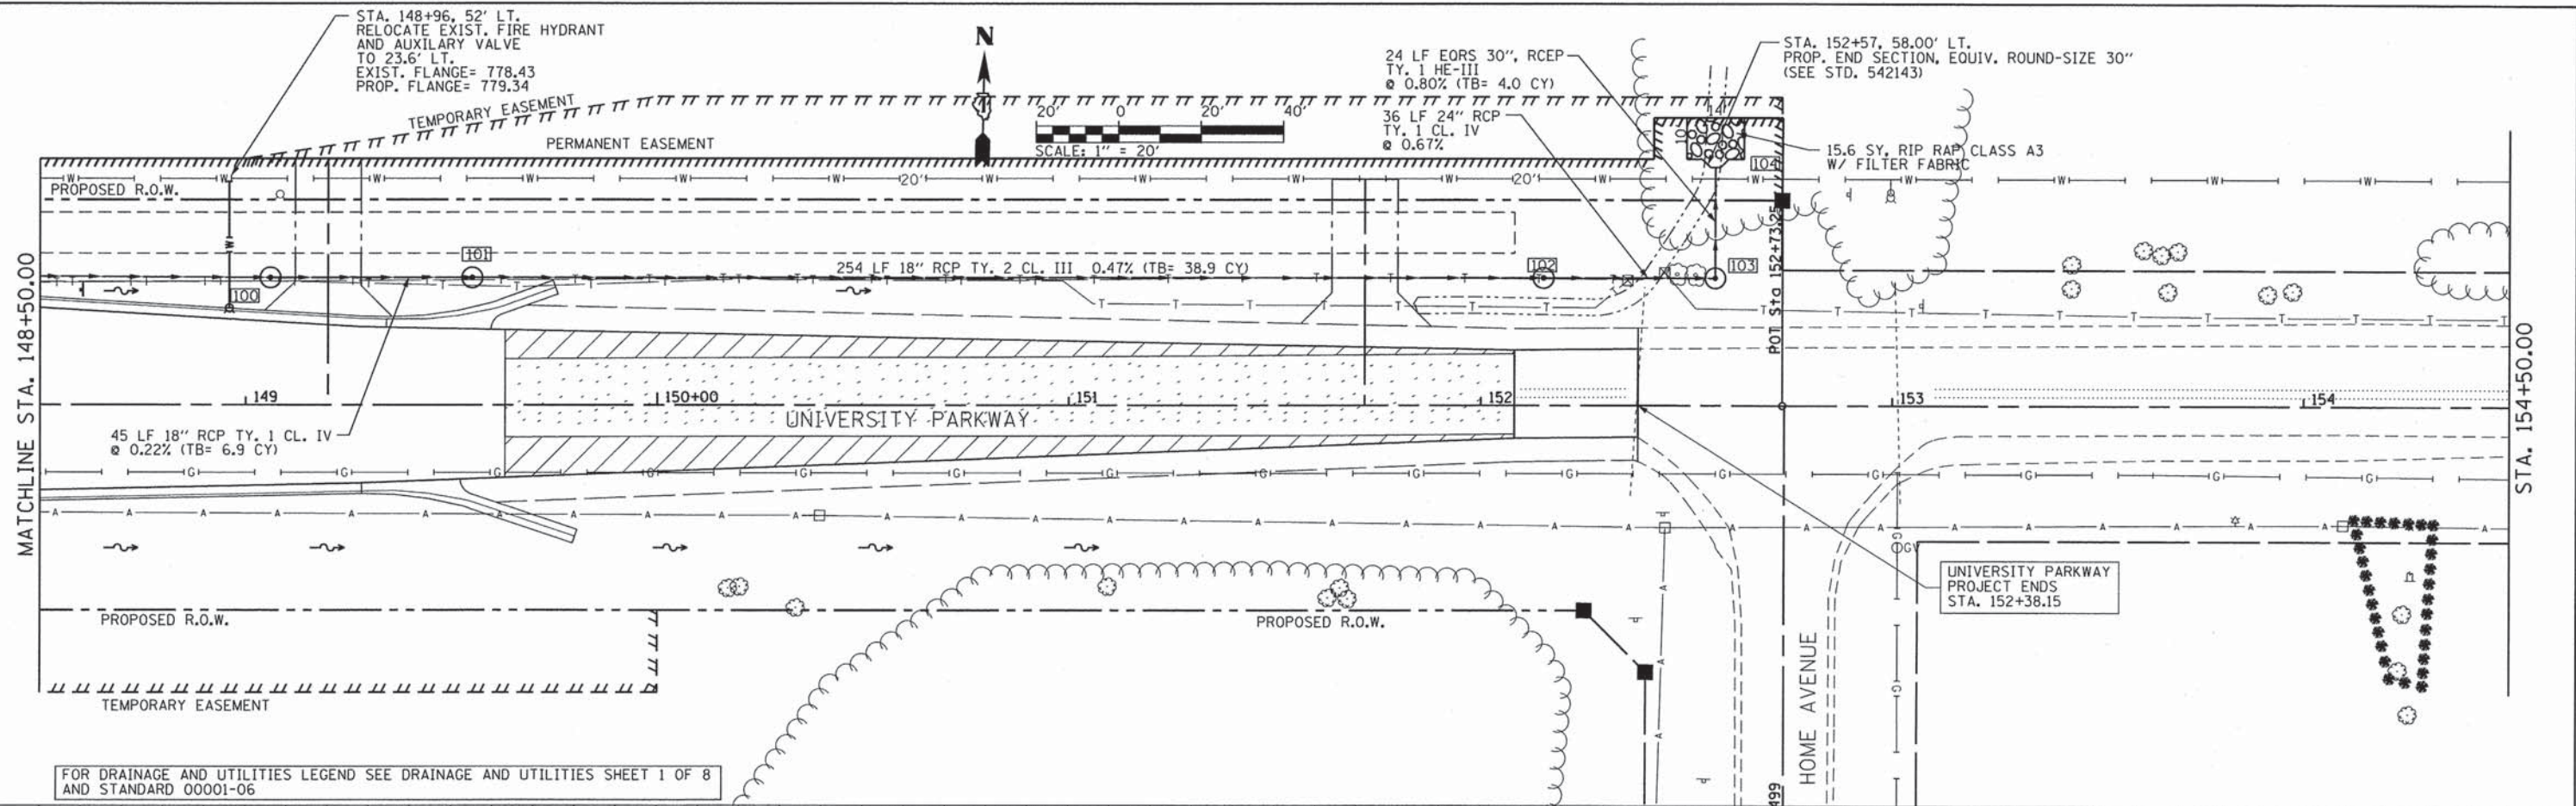 STA. 148+96, 52' LT.
RELOCATE EXIST. FIRE HYDRANT
AND AUXILARY VALVE
TO 23.6' LT.
EXIST. FLANGE= 778.43
PROP. FLANGE= 779.34
N
24 LF EQRS 30", RCEP
TY. 1 HE-III
@ 0.80% (TB= 4.0 CY)
STA. 152+57, 58.00' LT.
PROP. END SECTION, EQUIV. ROUND-SIZE 30"
(SEE STD. 542143)
TEMPORARY EASEMENT
PERMANENT EASEMENT
20' 0 20' 40'
SCALE: 1" = 20'
36 LF 24" RCP
TY. 1 CL. IV
@ 0.67%
14'
10'
15.6 SY, RIP RAP, CLASS A3
W/ FILTER FABRIC
104
W W W W W W 20' W W W W 20' W W W W W W
PROPOSED R.O.W.
W
101
254 LF 18" RCP TY. 2 CL. III 0.47% (TB= 38.9 CY)
102
103
100
T T T T T T T T T T T T
MATCHLINE STA. 148+50.00
POT Sta 152+73.25
STA. 154+50.00
149
150+00
151
152
153
154
UNIVERSITY PARKWAY
45 LF 18" RCP TY. 1 CL. IV
@ 0.22% (TB= 6.9 CY)
G G G G G G G G G G G G G G G
A A A A A A A A A A A A A A A A A
G
GV
UNIVERSITY PARKWAY
PROJECT ENDS
STA. 152+38.15
PROPOSED R.O.W.
PROPOSED R.O.W.
A
A
G
TEMPORARY EASEMENT
HOME AVENUE
499
FOR DRAINAGE AND UTILITIES LEGEND SEE DRAINAGE AND UTILITIES SHEET 1 OF 8
AND STANDARD 00001-06